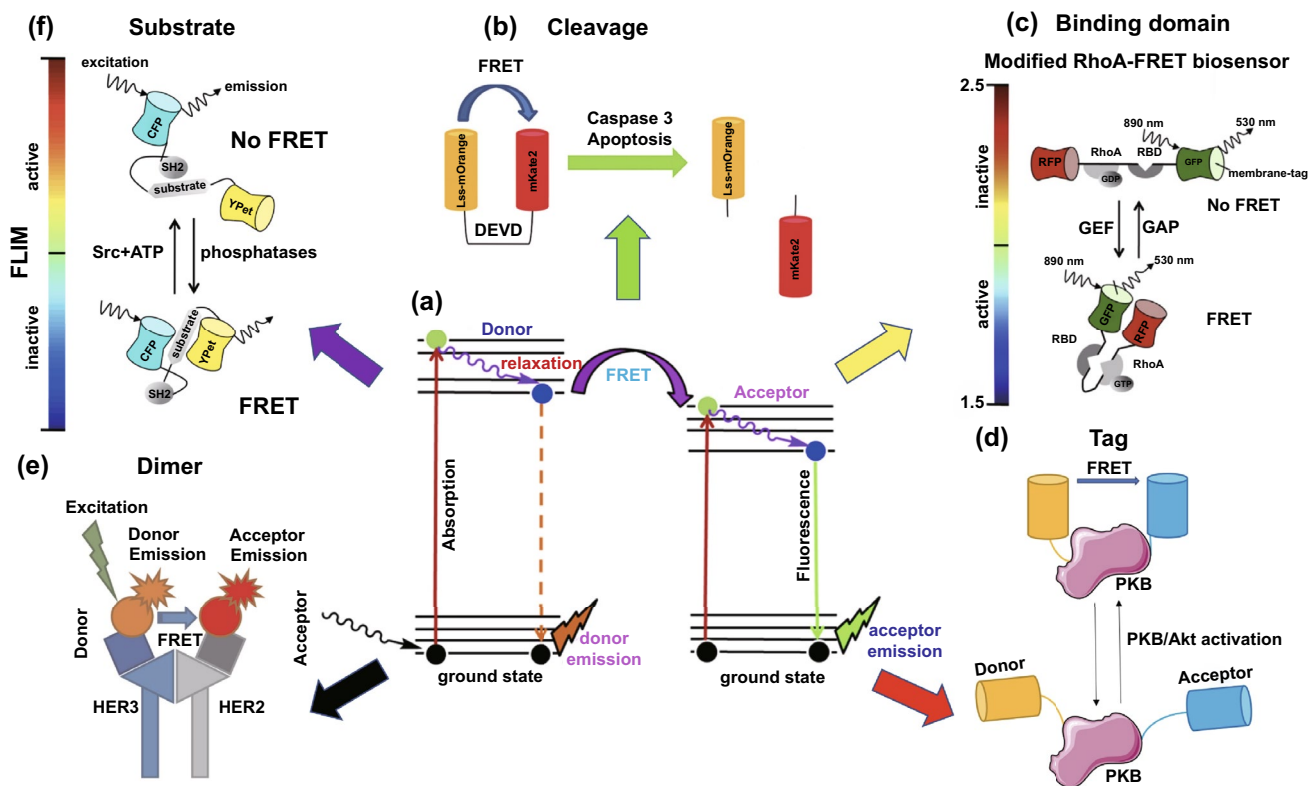 (f) Substrate
excitation
emission
CFP
No FRET
SH2
substrate
YPet
active
FLIM
inactive
Src+ATP
phosphatases
CFP
substrate
YPet
SH2
FRET
(b) Cleavage
FRET
Lss-mOrange
mKate2
DEVD
Caspase 3
Apoptosis
Lss-mOrange
mKate2
(c) Binding domain
Modified RhoA-FRET biosensor
2.5
inactive
active
1.5
890 nm
530 nm
RFP
RhoA
RBD
GFP
GDP
membrane-tag
No FRET
GEF
GAP
890 nm
530 nm
GFP
RFP
FRET
RBD
RhoA
GTP
(a)
Donor
relaxation
FRET
Acceptor
Absorption
Fluorescence
Acceptor
donor
emission
acceptor
emission
ground state
ground state
(e) Dimer
Excitation
Donor
Emission
Acceptor
Emission
Donor
FRET
HER3
HER2
(d) Tag
FRET
PKB
PKB/Akt activation
Donor
Acceptor
PKB